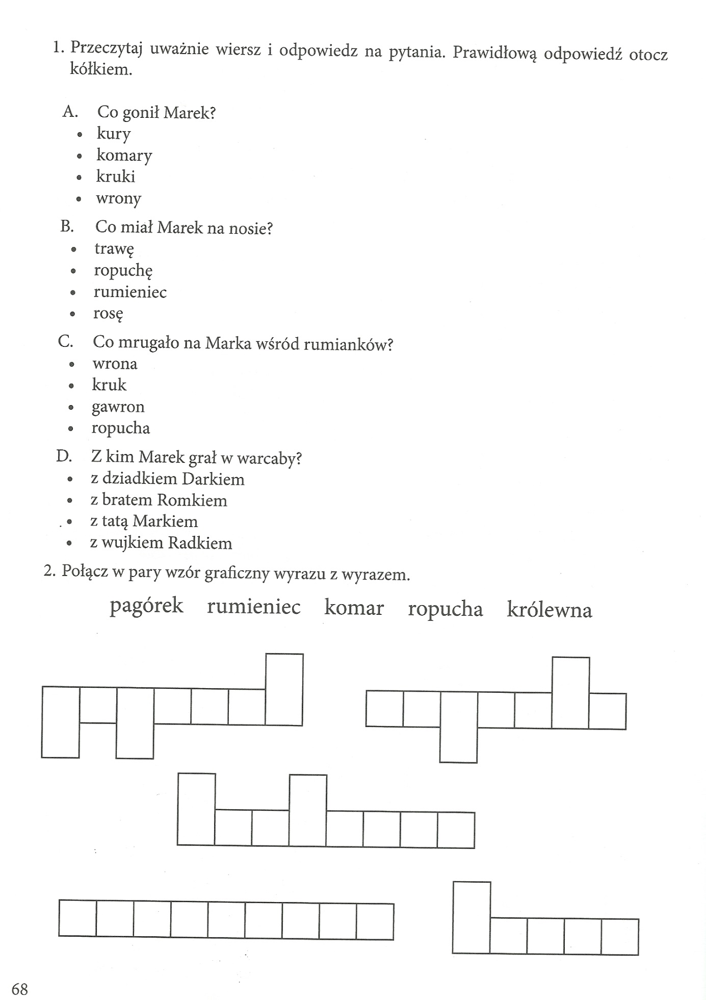 1. Przeczytaj uważnie wiersz i odpowiedz na pytania. Prawidłową odpowiedź otocz
kółkiem.
A. Co gonił Marek?
• kury
• komary
• kruki
• wrony
B. Co miał Marek na nosie?
• trawę
• ropuchę
• rumieniec
• rosę
C. Co mrugało na Marka wśród rumianków?
• wrona
• kruk
• gawron
• ropucha
D. Z kim Marek grał w warcaby?
• z dziadkiem Darkiem
• z bratem Romkiem
• z tatą Markiem
• z wujkiem Radkiem
2. Połącz w pary wzór graficzny wyrazu z wyrazem.
pagórek rumieniec komar ropucha królewna
68